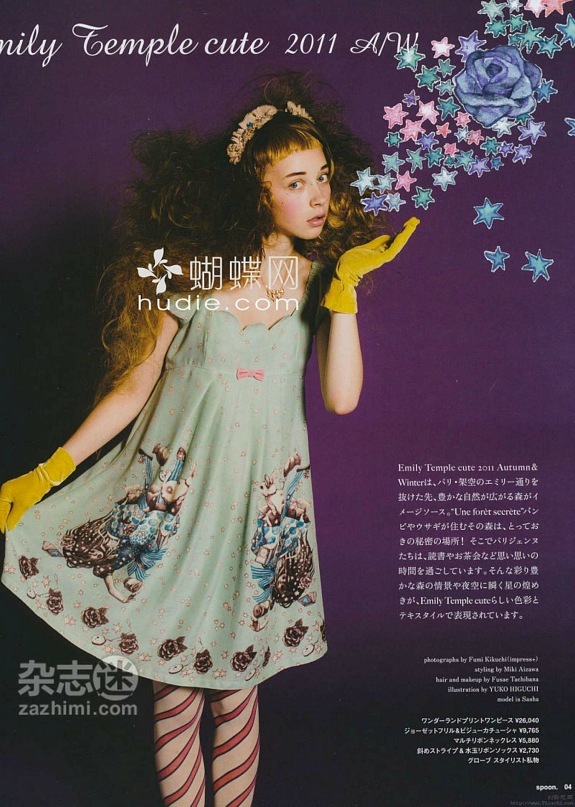 mily Temple cute 2011 A/W
蝴蝶网
hudie.com
Emily Temple cute 2011 Autumn&
Winterは、パリ・架空のエミリー通りを
抜けた先、豊かな自然が広がる森がイ
メージソース。“Une forêt secrète”バン
ビやウサギが住むその森は、とってお
きの秘密の場所! そこでパリジェンヌ
たちは、読書やお茶会など思い思いの
時間を過ごしています。そんな彩り豊
かな森の情景や夜空に瞬く星の煌め
きが、Emily Temple cuteらしい色彩と
テキスタイルで表現されています。
photographs by Fumi Kikuchi(impress+)
styling by Miki Aizawa
hair and makeup by Fusae Tachibana
illustration by YUKO HIGUCHI
model is Sasha
ワンダーランドプリントワンピース ¥26,040
ジョーゼットフリル&ビジューカチューシャ ¥9,765
マルチリボンネックレス ¥5,880
斜めストライプ & 水玉リボンソックス ¥2,730
グローブ スタイリスト私物
杂志迷
zazhimi.com
spoon. 04